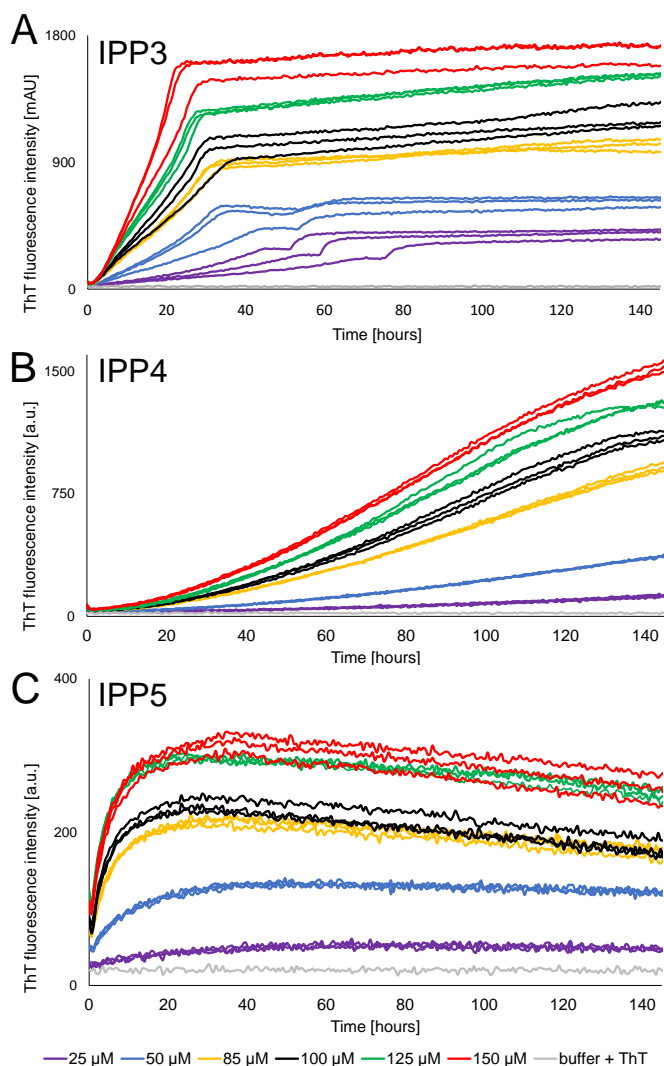 A
IPP3
1800
900
0
ThT fluorescence intensity [mAU]
0 20 40 60 80 100 120 140
Time [hours]
B
IPP4
1500
750
0
ThT fluorescence intensity [a.u.]
0 20 40 60 80 100 120 140
Time [hours]
C
IPP5
400
200
0
ThT fluorescence intensity [a.u.]
0 20 40 60 80 100 120 140
Time [hours]
25 µM 50 µM 85 µM 100 µM 125 µM 150 µM buffer + ThT